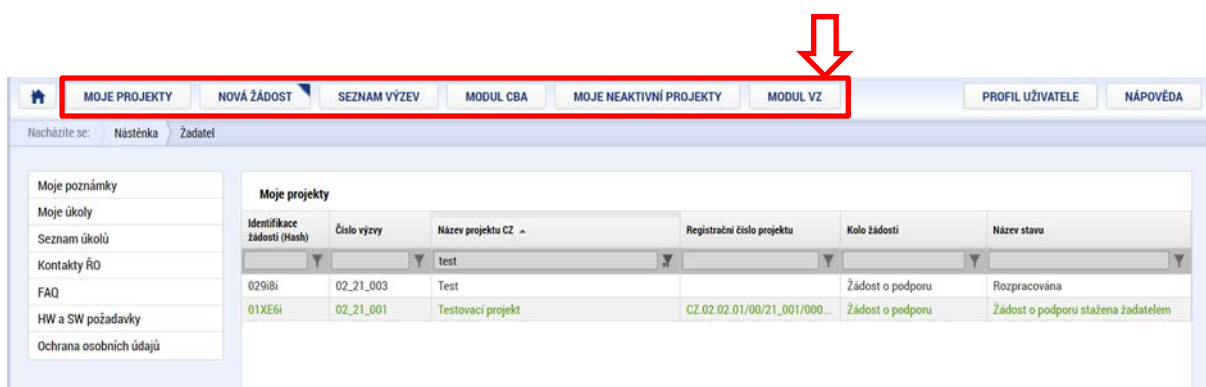 MOJE PROJEKTY NOVÁ ŽÁDOST SEZNAM VÝZEV MODUL CBA MOJE NEAKTIVNÍ PROJEKTY MODUL VZ PROFIL UŽIVATELE NÁPOVĚDA
Nacházíte se: Nástěnka Žadatel
Moje poznámky
Moje úkoly
Seznam úkolů
Kontakty ŘO
FAQ
HW a SW požadavky
Ochrana osobních údajů
Moje projekty
Identifikace žádosti (Hash) Číslo výzvy Název projektu CZ Registrační číslo projektu Kolo žádosti Název stavu
test
029i8i 02_21_003 Test Žádost o podporu Rozpracována
01XE6i 02_21_001 Testovací projekt CZ.02.02.01/00/21_001/000... Žádost o podporu Žádost o podporu stažena žadatelem